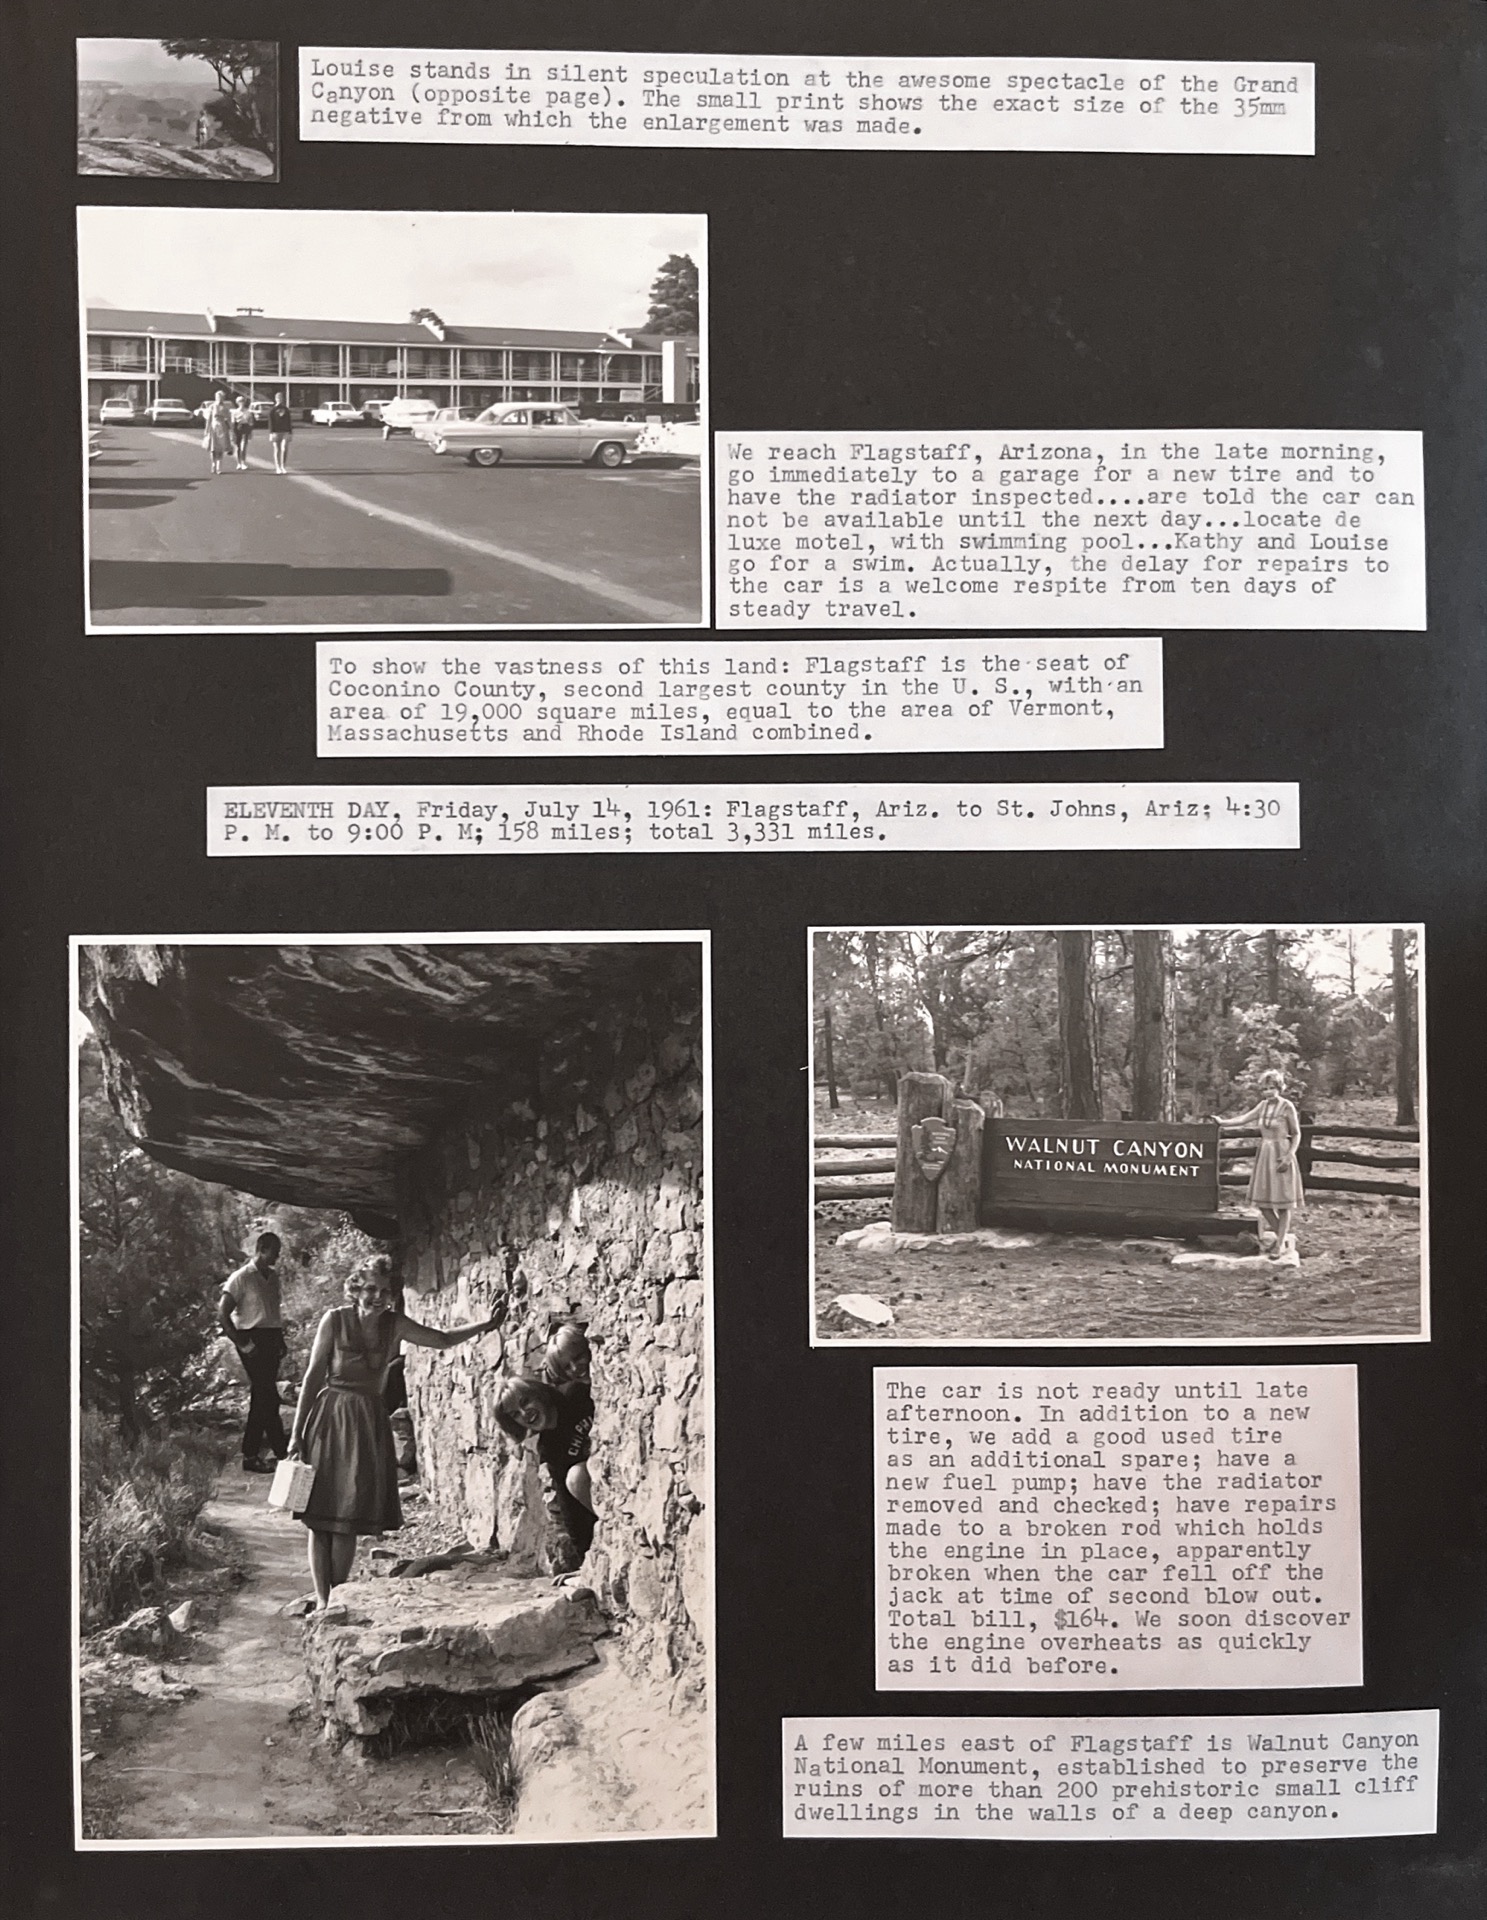 Louise stands in silent speculation at the awesome spectacle of the Grand
Canyon (opposite page). The small print shows the exact size of the 35mm
negative from which the enlargement was made.
We reach Flagstaff, Arizona, in the late morning,
go immediately to a garage for a new tire and to
have the radiator inspected....are told the car can
not be available until the next day...locate de
luxe motel, with swimming pool...Kathy and Louise
go for a swim. Actually, the delay for repairs to
the car is a welcome respite from ten days of
steady travel.
To show the vastness of this land: Flagstaff is the seat of
Coconino County, second largest county in the U. S., with an
area of 19,000 square miles, equal to the area of Vermont,
Massachusetts and Rhode Island combined.
ELEVENTH DAY, Friday, July 14, 1961: Flagstaff, Ariz. to St. Johns, Ariz; 4:30
P. M. to 9:00 P. M; 158 miles; total 3,331 miles.
WALNUT CANYON
NATIONAL MONUMENT
The car is not ready until late
afternoon. In addition to a new
tire, we add a good used tire
as an additional spare; have a
new fuel pump; have the radiator
removed and checked; have repairs
made to a broken rod which holds
the engine in place, apparently
broken when the car fell off the
jack at time of second blow out.
Total bill, $164. We soon discover
the engine overheats as quickly
as it did before.
A few miles east of Flagstaff is Walnut Canyon
National Monument, established to preserve the
ruins of more than 200 prehistoric small cliff
dwellings in the walls of a deep canyon.